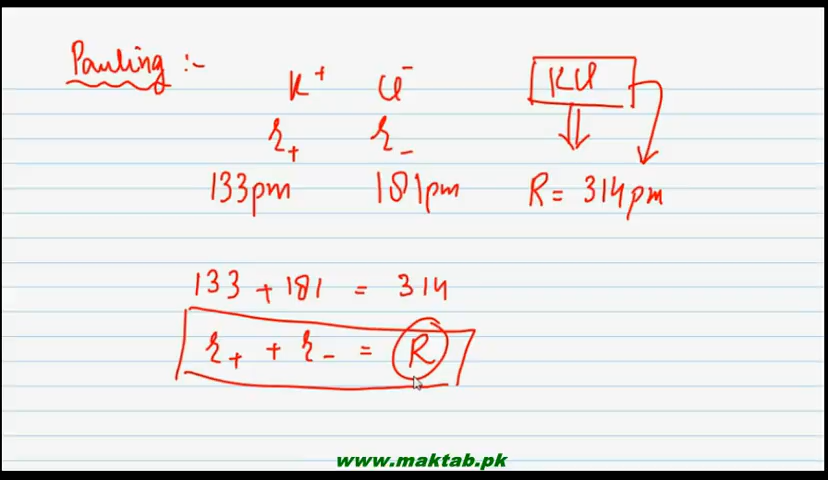 Pauling :-
K⁺ Cl⁻ KCl
r₊ r₋
133pm 181pm R = 314pm
133 + 181 = 314
r₊ + r₋ = R
www.maktab.pk